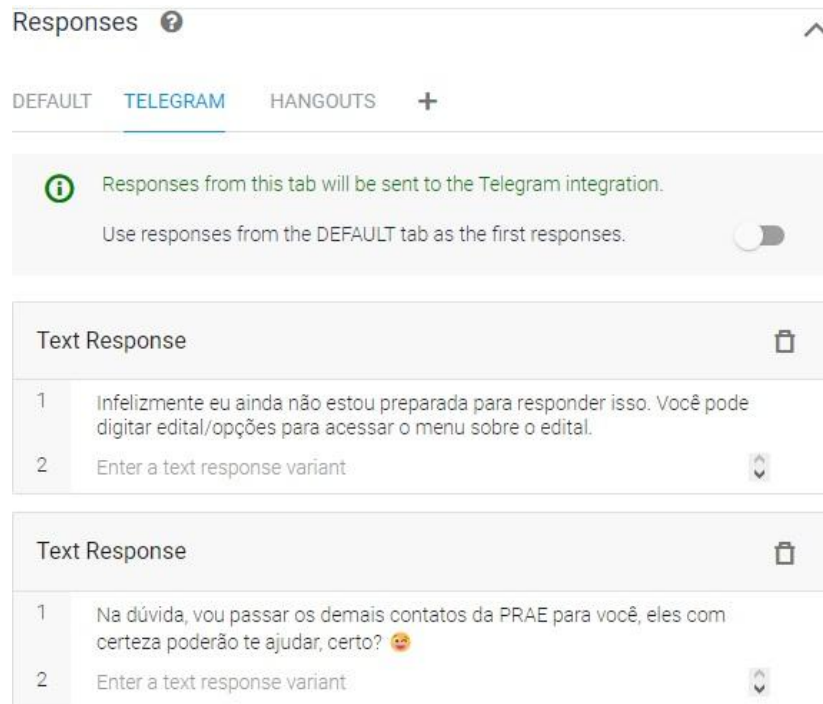 Responses ?
DEFAULT TELEGRAM HANGOUTS +
Responses from this tab will be sent to the Telegram integration.
Use responses from the DEFAULT tab as the first responses.
Text Response
1 Infelizmente eu ainda não estou preparada para responder isso. Você pode
digitar edital/opções para acessar o menu sobre o edital.
2 Enter a text response variant
Text Response
1 Na dúvida, vou passar os demais contatos da PRAE para você, eles com
certeza poderão te ajudar, certo? 😉
2 Enter a text response variant